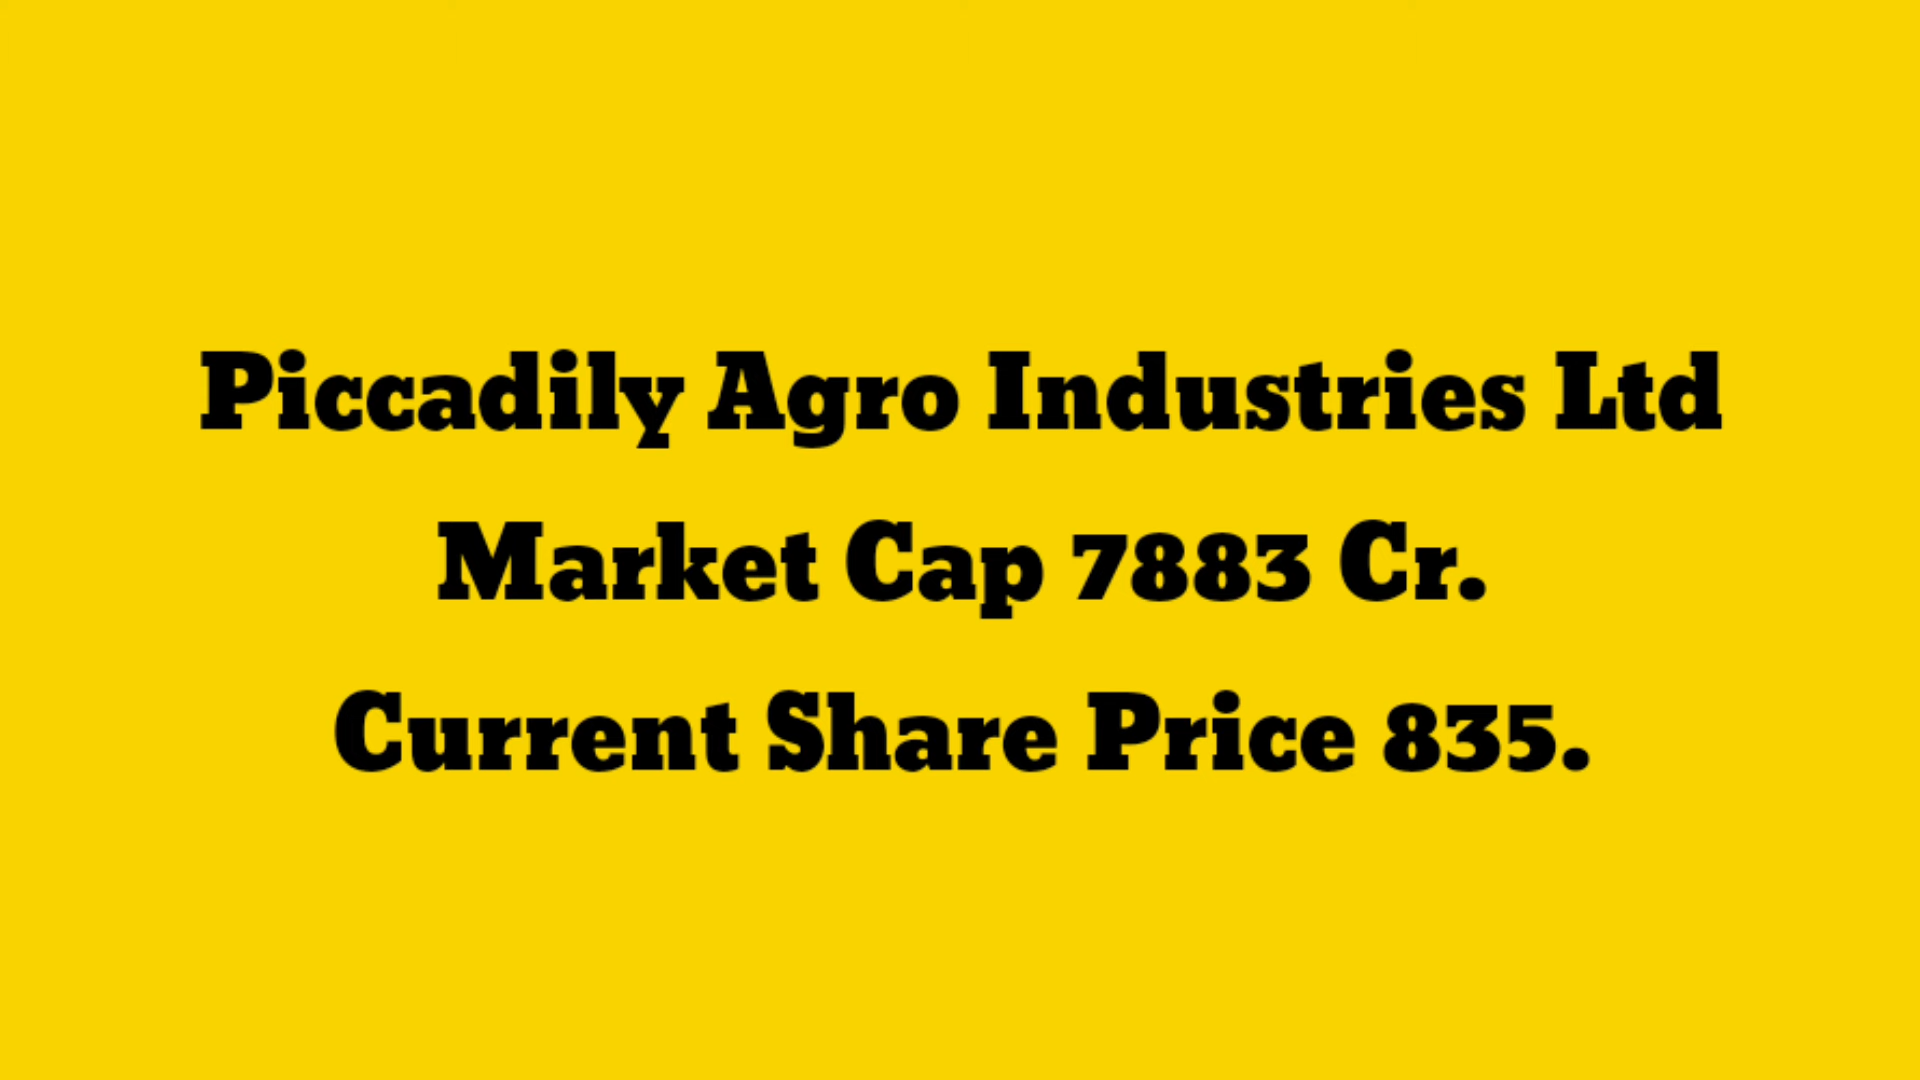 Piccadily Agro Industries Ltd
Market Cap 7883 Cr.
Current Share Price 835.